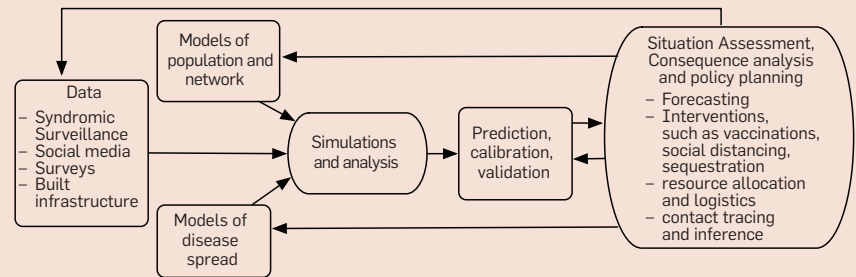 Models of
population and
network
Data
– Syndromic
Surveillance
– Social media
– Surveys
– Built
infrastructure
Simulations
and analysis
Models of
disease
spread
Prediction,
calibration,
validation
Situation Assessment,
Consequence analysis
and policy planning
– Forecasting
– Interventions,
such as vaccinations,
social distancing,
sequestration
– resource allocation
and logistics
– contact tracing
and inference